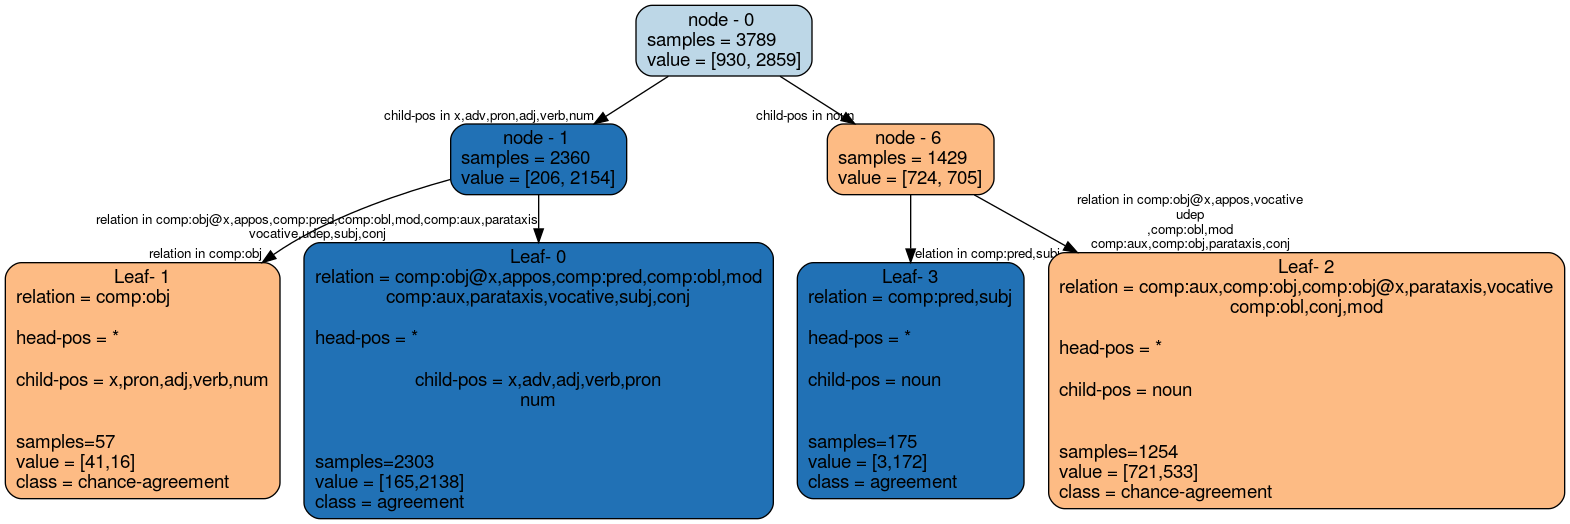 node - 0
samples = 3789
value = [930, 2859]
child-pos in x,adv,pron,adj,verb,num
child-pos in noun
node - 1
samples = 2360
value = [206, 2154]
node - 6
samples = 1429
value = [724, 705]
relation in comp:obj@x,appos,comp:pred,comp:obl,mod,comp:aux,parataxis
vocative,udep,subj,conj
relation in comp:obj
relation in comp:pred,subj
relation in comp:obj@x,appos,vocative
udep
,comp:obl,mod
comp:aux,comp:obj,parataxis,conj
Leaf- 1
relation = comp:obj
head-pos = *
child-pos = x,pron,adj,verb,num
samples=57
value = [41,16]
class = chance-agreement
Leaf- 0
relation = comp:obj@x,appos,comp:pred,comp:obl,mod
comp:aux,parataxis,vocative,subj,conj
head-pos = *
child-pos = x,adv,adj,verb,pron
num
samples=2303
value = [165,2138]
class = agreement
Leaf- 3
relation = comp:pred,subj
head-pos = *
child-pos = noun
samples=175
value = [3,172]
class = agreement
Leaf- 2
relation = comp:aux,comp:obj,comp:obj@x,parataxis,vocative
comp:obl,conj,mod
head-pos = *
child-pos = noun
samples=1254
value = [721,533]
class = chance-agreement